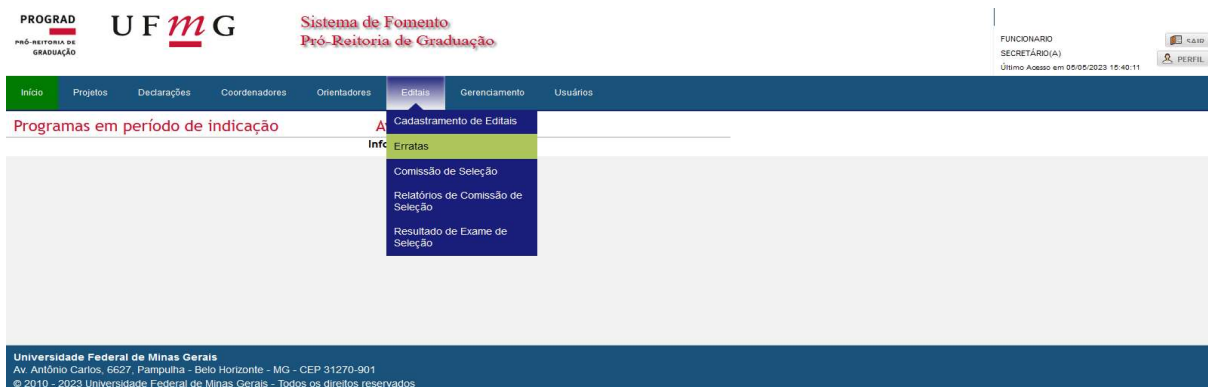 PROGRAD
PRÓ-REITORIA DE
GRADUAÇÃO
UFMG
Sistema de Fomento
Pró-Reitoria de Graduação
FUNCIONARIO
SECRETÁRIO(A)
Último Acesso em 05/05/2023 15:40:11
SAIR
PERFIL
Início Projetos Declarações Coordenadores Orientadores Editais Gerenciamento Usuários
Programas em período de indicação
Cadastramento de Editais
Erratas
Comissão de Seleção
Relatórios de Comissão de
Seleção
Resultado de Exame de
Seleção
Universidade Federal de Minas Gerais
Av. Antônio Carlos, 6627, Pampulha - Belo Horizonte - MG - CEP 31270-901
© 2010 - 2023 Universidade Federal de Minas Gerais - Todos os direitos reservados